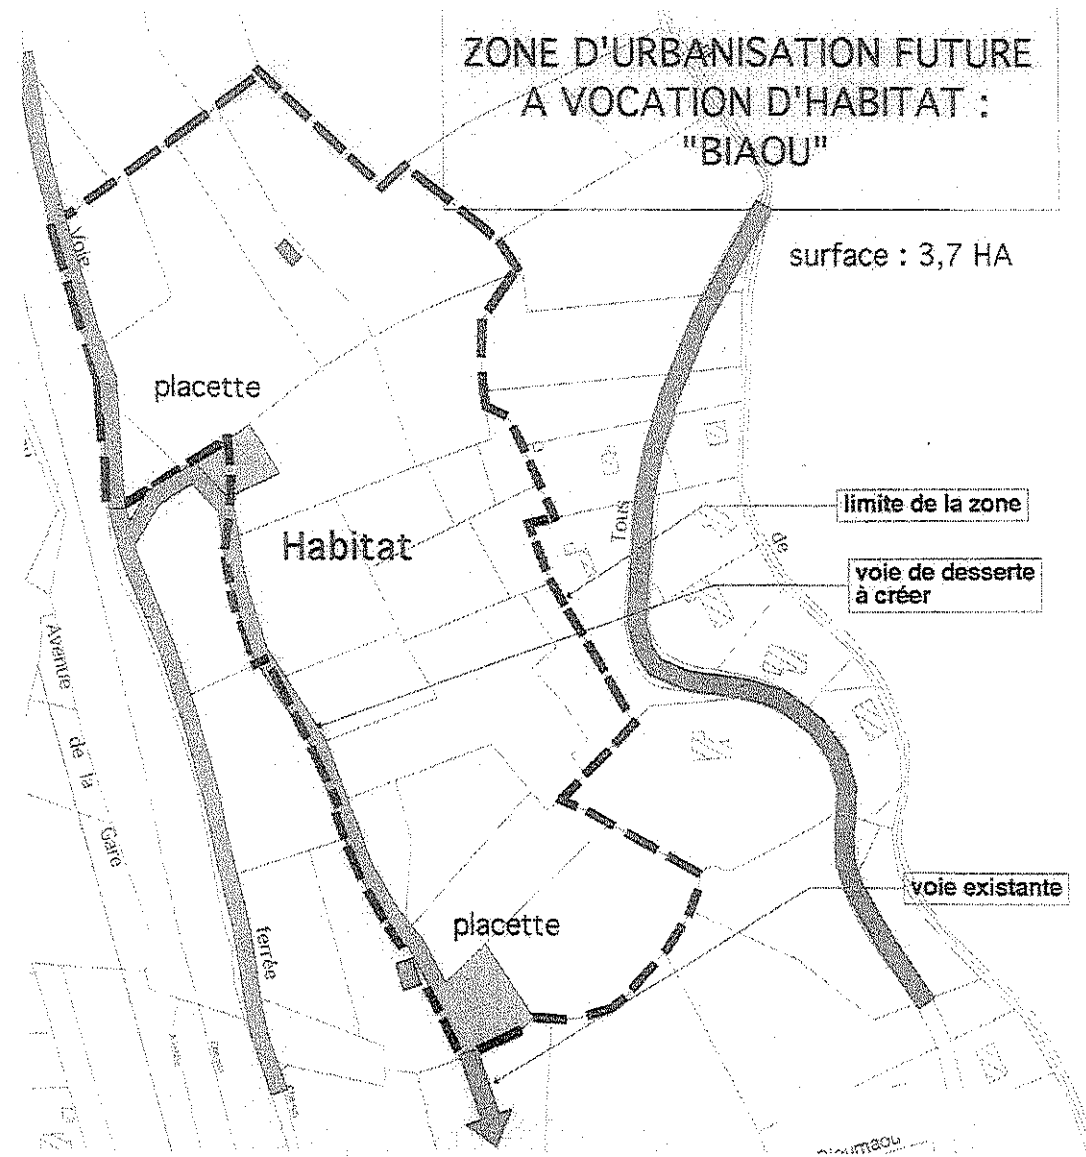 ZONE D'URBANISATION FUTURE
A VOCATION D'HABITAT :
"BIAOU"
surface : 3,7 HA
Voie
placette
Habitat
Tous
limite de la zone
de
voie de desserte
à créer
Avenue
de
la
Gare
placette
voie existante
ferrée